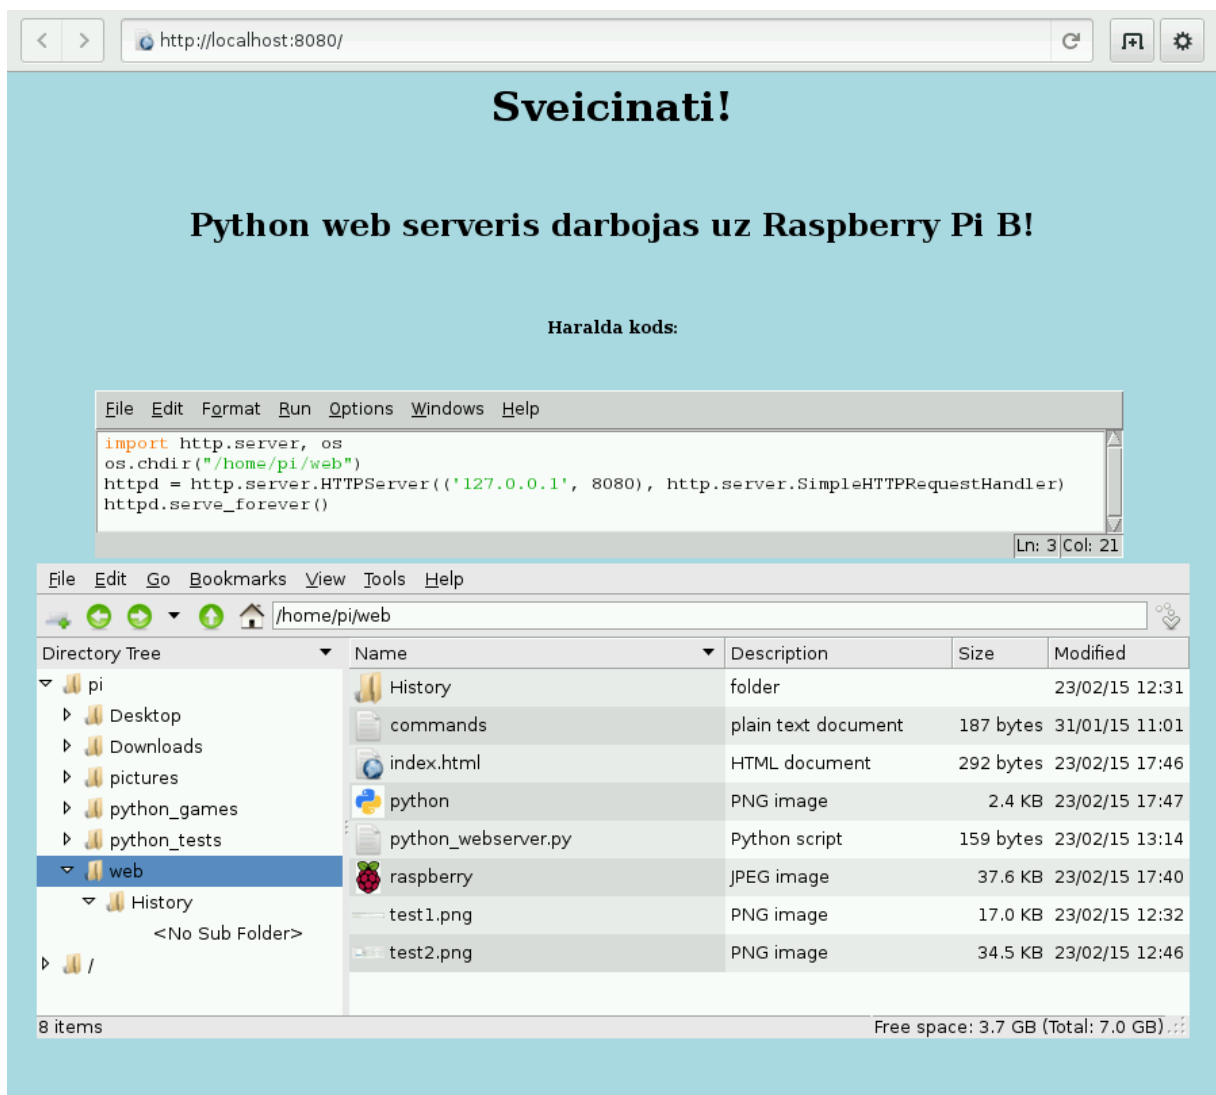 http://localhost:8080/
Sveicinati!
Python web serveris darbojas uz Raspberry Pi B!
Haralda kods:
File Edit Format Run Options Windows Help
import http.server, os
os.chdir("/home/pi/web")
httpd = http.server.HTTPServer(('127.0.0.1', 8080), http.server.SimpleHTTPRequestHandler)
httpd.serve_forever()
Ln: 3 Col: 21
File Edit Go Bookmarks View Tools Help
/home/pi/web
Directory Tree Name Description Size Modified
pi History folder 23/02/15 12:31
Desktop commands plain text document 187 bytes 31/01/15 11:01
Downloads index.html HTML document 292 bytes 23/02/15 17:46
pictures python PNG image 2.4 KB 23/02/15 17:47
python_games python_webserver.py Python script 159 bytes 23/02/15 13:14
python_tests raspberry JPEG image 37.6 KB 23/02/15 17:40
web test1.png PNG image 17.0 KB 23/02/15 12:32
History test2.png PNG image 34.5 KB 23/02/15 12:46
<No Sub Folder>
/
8 items Free space: 3.7 GB (Total: 7.0 GB)